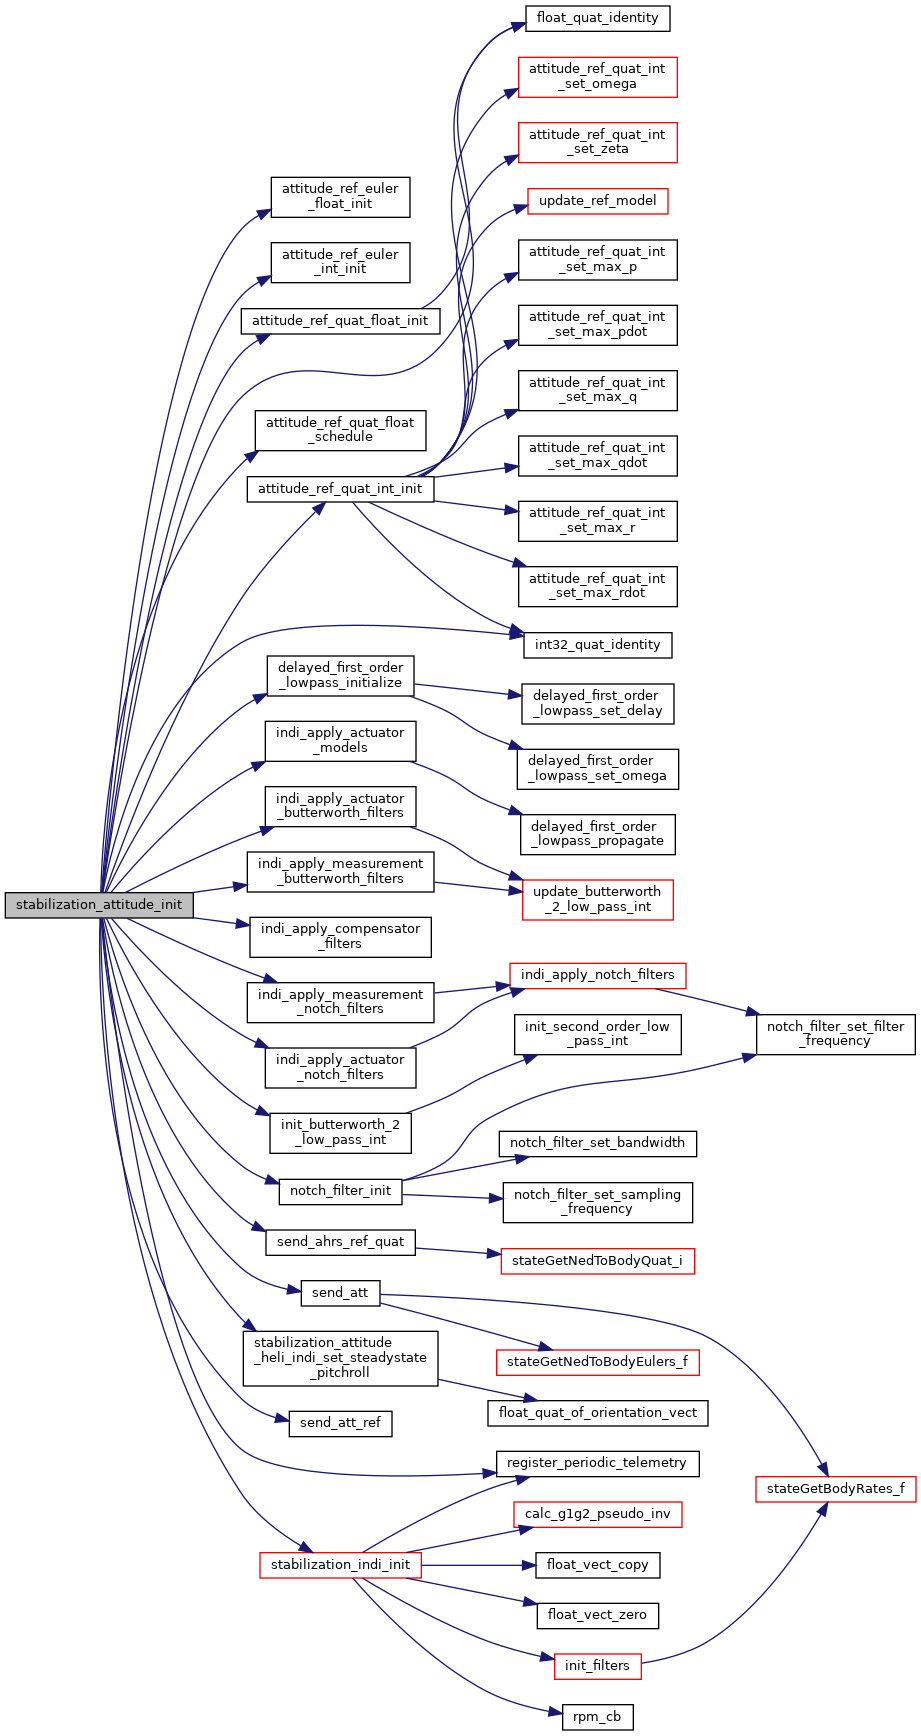 float_quat_identity
attitude_ref_quat_int
_set_omega
attitude_ref_quat_int
_set_zeta
attitude_ref_euler
_float_init
update_ref_model
attitude_ref_euler
_int_init
attitude_ref_quat_int
_set_max_p
attitude_ref_quat_float_init
attitude_ref_quat_int
_set_max_pdot
attitude_ref_quat_int
_set_max_q
attitude_ref_quat_float
_schedule
attitude_ref_quat_int
_set_max_qdot
attitude_ref_quat_int_init
attitude_ref_quat_int
_set_max_r
attitude_ref_quat_int
_set_max_rdot
int32_quat_identity
delayed_first_order
_lowpass_initialize
delayed_first_order
_lowpass_set_delay
indi_apply_actuator
_models
delayed_first_order
_lowpass_set_omega
indi_apply_actuator
_butterworth_filters
delayed_first_order
_lowpass_propagate
indi_apply_measurement
_butterworth_filters
update_butterworth
_2_low_pass_int
stabilization_attitude_init
indi_apply_compensator
_filters
indi_apply_notch_filters
indi_apply_measurement
_notch_filters
init_second_order_low
_pass_int
notch_filter_set_filter
_frequency
indi_apply_actuator
_notch_filters
init_butterworth_2
_low_pass_int
notch_filter_set_bandwidth
notch_filter_init
notch_filter_set_sampling
_frequency
send_ahrs_ref_quat
stateGetNedToBodyQuat_i
send_att
stabilization_attitude
_heli_indi_set_steadystate
_pitchroll
stateGetNedToBodyEulers_f
float_quat_of_orientation_vect
send_att_ref
register_periodic_telemetry
stateGetBodyRates_f
calc_g1g2_pseudo_inv
stabilization_indi_init
float_vect_copy
float_vect_zero
init_filters
rpm_cb